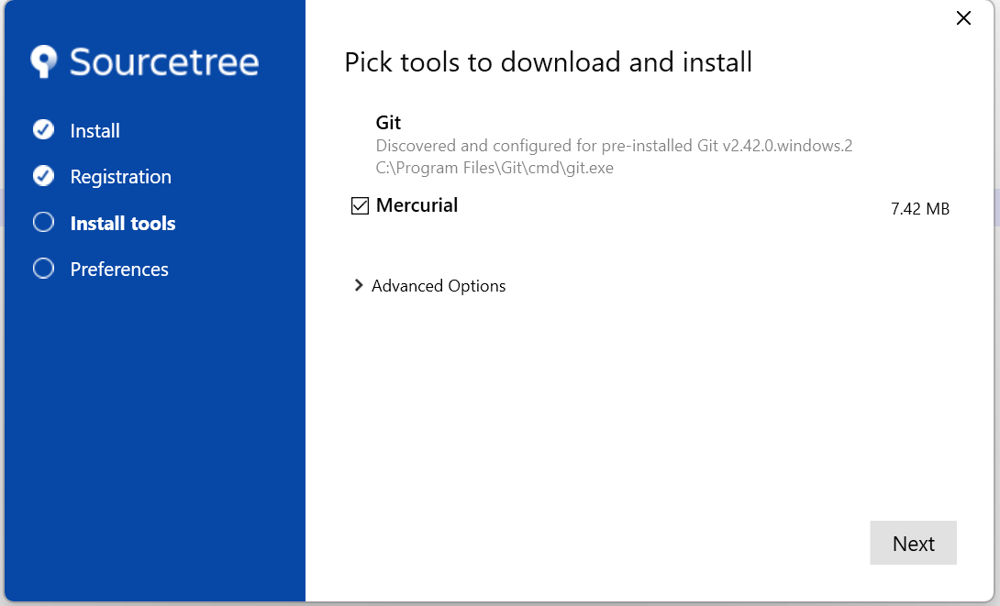 Sourcetree
Install
Registration
Install tools
Preferences
Pick tools to download and install
Git
Discovered and configured for pre-installed Git v2.42.0.windows.2
C:\Program Files\Git\cmd\git.exe
Mercurial
7.42 MB
Advanced Options
Next